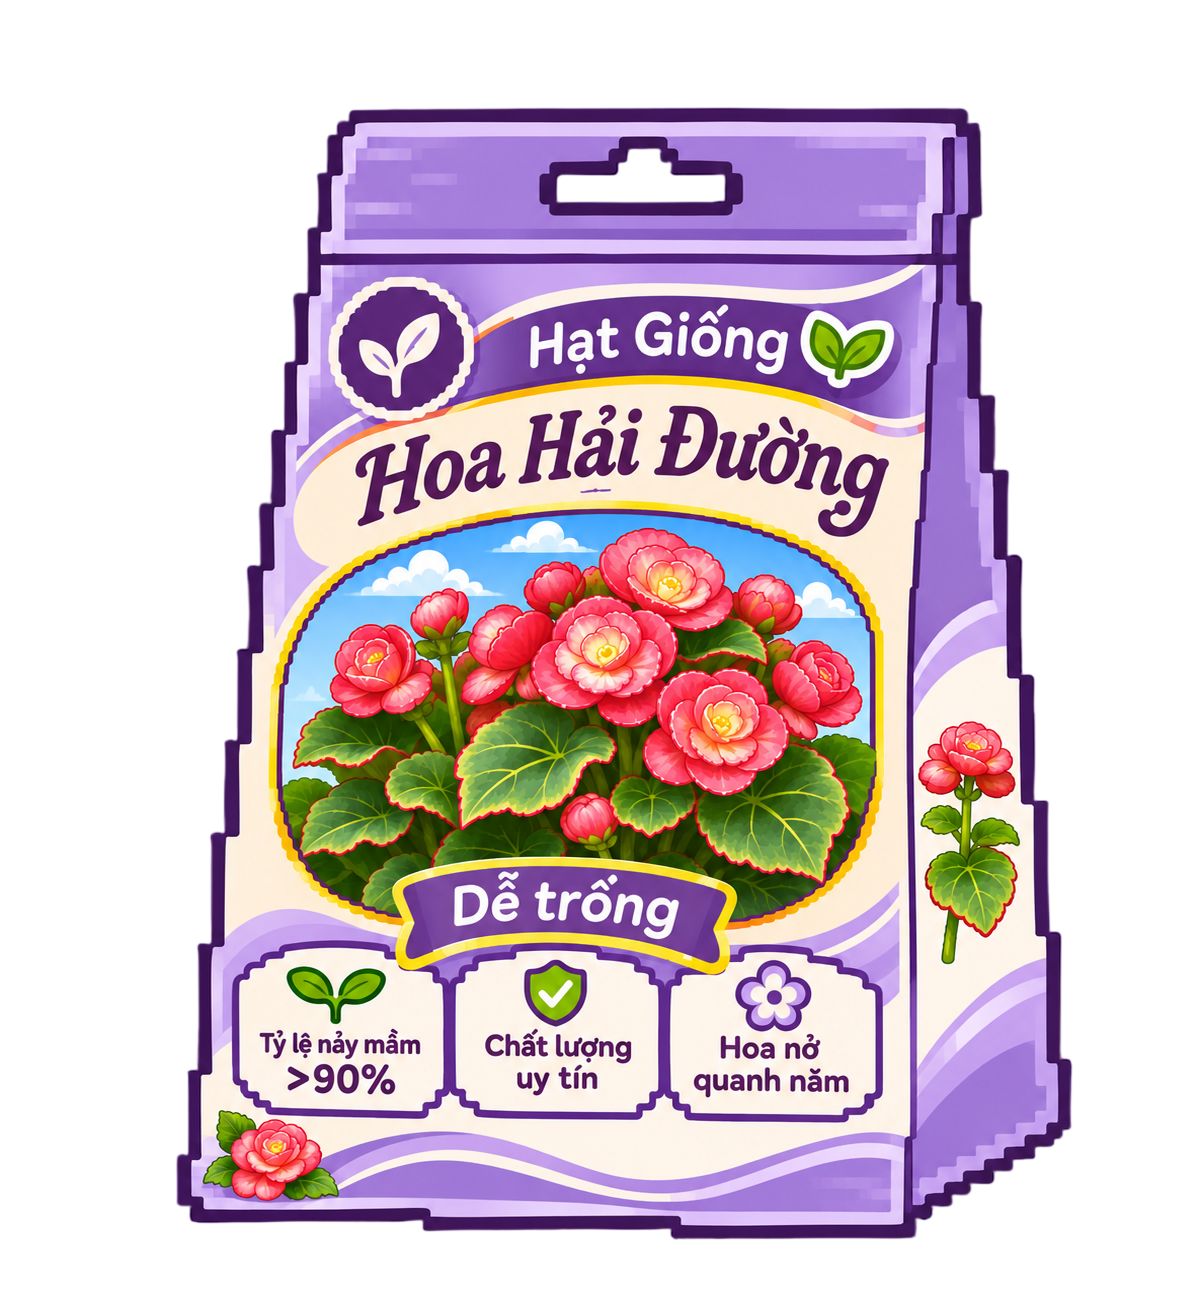 Hạt Giống
Hoa Hải Đường
Dễ trống
Tỷ lệ nảy mầm
>90%
Chất lượng
uy tín
Hoa nở
quanh năm